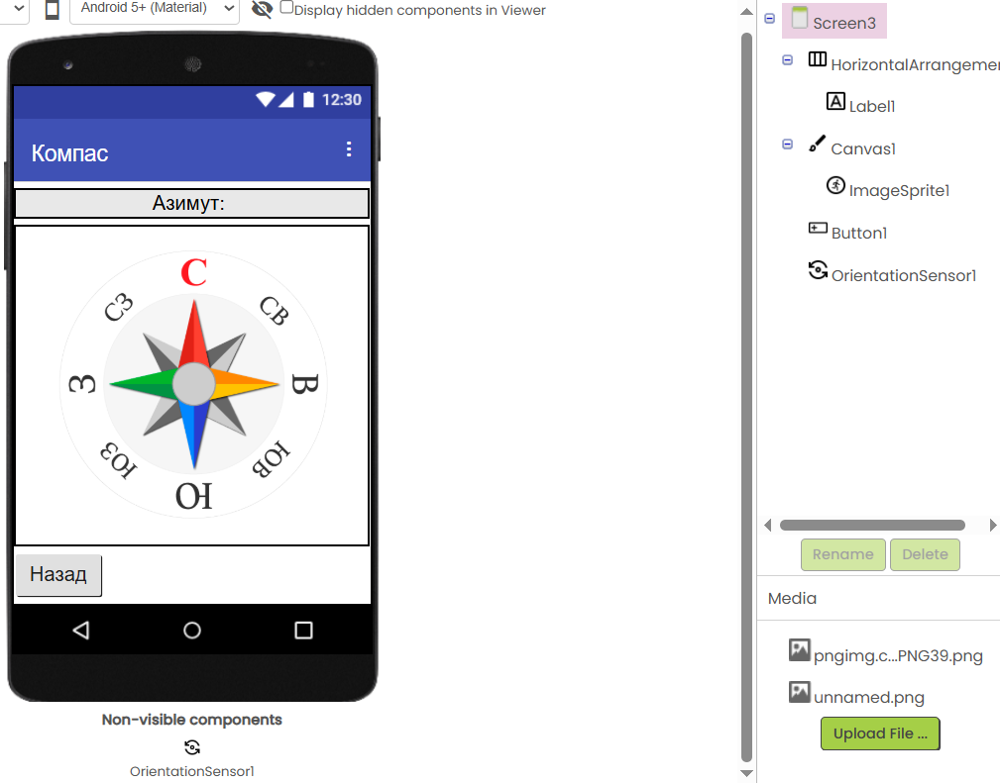 Android 5+ (Material)
Display hidden components in Viewer
12:30
Компас
Азимут:
С
СЗ
СВ
З
В
ЮЗ
ЮВ
Ю
Назад
Non-visible components
OrientationSensor1
Screen3
HorizontalArrangemen
Label1
Canvas1
ImageSprite1
Button1
OrientationSensor1
Rename
Delete
Media
pngimg.c...PNG39.png
unnamed.png
Upload File ...